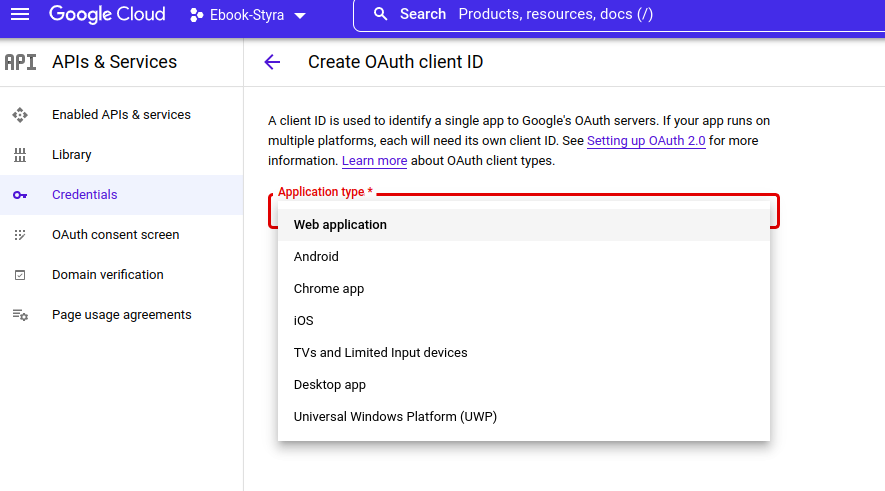 Google Cloud
Ebook-Styra
Search Products, resources, docs (/)
API APIs & Services
Enabled APIs & services
Library
Credentials
OAuth consent screen
Domain verification
Page usage agreements
Create OAuth client ID
A client ID is used to identify a single app to Google's OAuth servers. If your app runs on
multiple platforms, each will need its own client ID. See Setting up OAuth 2.0 for more
information. Learn more about OAuth client types.
Application type *
Web application
Android
Chrome app
iOS
TVs and Limited Input devices
Desktop app
Universal Windows Platform (UWP)